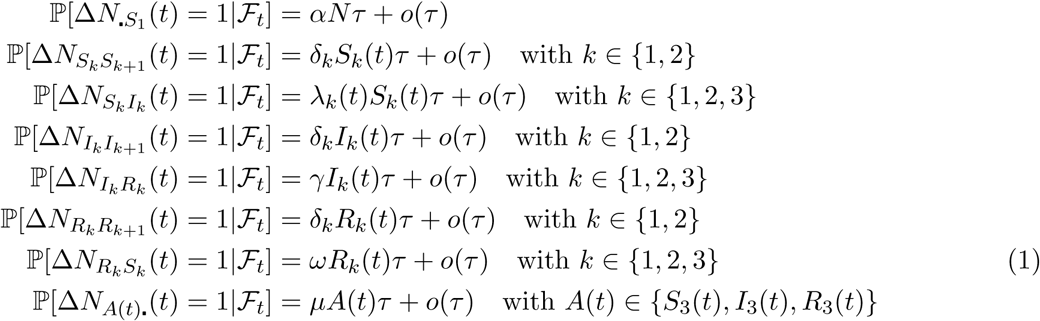 ℙ[ΔN_{▪S_1}(t) = 1|ℱ_t] = αNτ + o(τ)
ℙ[ΔN_{S_kS_{k+1}}(t) = 1|ℱ_t] = δ_kS_k(t)τ + o(τ) with k ∈ {1, 2}
ℙ[ΔN_{S_kI_k}(t) = 1|ℱ_t] = λ_k(t)S_k(t)τ + o(τ) with k ∈ {1, 2, 3}
ℙ[ΔN_{I_kI_{k+1}}(t) = 1|ℱ_t] = δ_kI_k(t)τ + o(τ) with k ∈ {1, 2}
ℙ[ΔN_{I_kR_k}(t) = 1|ℱ_t] = γI_k(t)τ + o(τ) with k ∈ {1, 2, 3}
ℙ[ΔN_{R_kR_{k+1}}(t) = 1|ℱ_t] = δ_kR_k(t)τ + o(τ) with k ∈ {1, 2}
ℙ[ΔN_{R_kS_k}(t) = 1|ℱ_t] = ωR_k(t)τ + o(τ) with k ∈ {1, 2, 3} (1)
ℙ[ΔN_{A(t)▪}(t) = 1|ℱ_t] = μA(t)τ + o(τ) with A(t) ∈ {S_3(t), I_3(t), R_3(t)}